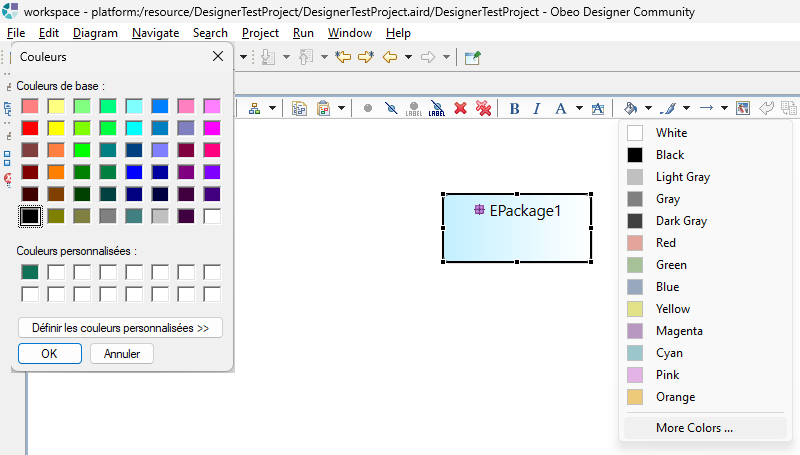 workspace - platform:/resource/DesignerTestProject/DesignerTestProject.aird/DesignerTestProject - Obeo Designer Community
File Edit Diagram Navigate Search Project Run Window Help
Couleurs
Couleurs de base :
Couleurs personnalisées :
Définir les couleurs personnalisées >>
OK Annuler
LABEL LABEL B I A A
EPackage1
White
Black
Light Gray
Gray
Dark Gray
Red
Green
Blue
Yellow
Magenta
Cyan
Pink
Orange
More Colors ...